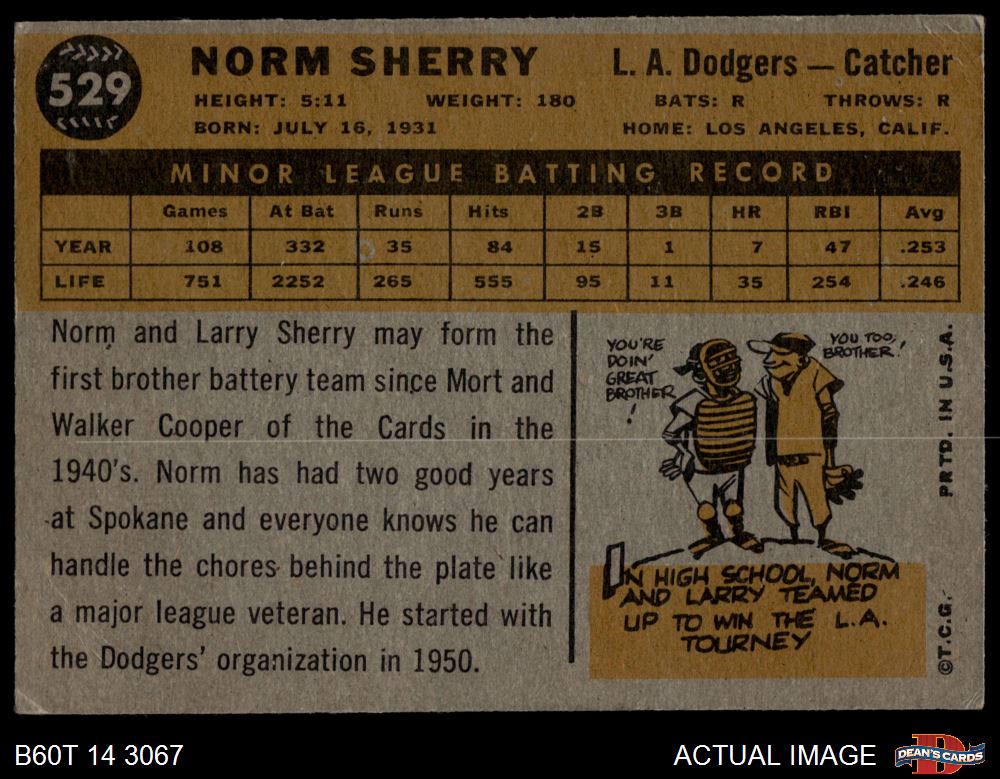 529
NORM SHERRY
L. A. Dodgers — Catcher
HEIGHT: 5:11 WEIGHT: 180 BATS: R THROWS: R
BORN: JULY 16, 1931 HOME: LOS ANGELES, CALIF.
MINOR LEAGUE BATTING RECORD
Games At Bat Runs Hits 2B 3B HR RBI Avg
YEAR 108 332 35 84 15 1 7 47 .253
LIFE 751 2252 265 555 95 11 35 254 .246
Norm and Larry Sherry may form the
first brother battery team since Mort and
Walker Cooper of the Cards in the
1940's. Norm has had two good years
at Spokane and everyone knows he can
handle the chores behind the plate like
a major league veteran. He started with
the Dodgers' organization in 1950.
YOU'RE
DOIN'
GREAT
BROTHER
!
YOU TOO,
BROTHER!
IN HIGH SCHOOL, NORM
AND LARRY TEAMED
UP TO WIN THE L.A.
TOURNEY
PRTD. IN U.S.A.
©T.C.G.
B60T 14 3067
ACTUAL IMAGE
D
DEAN'S CARDS